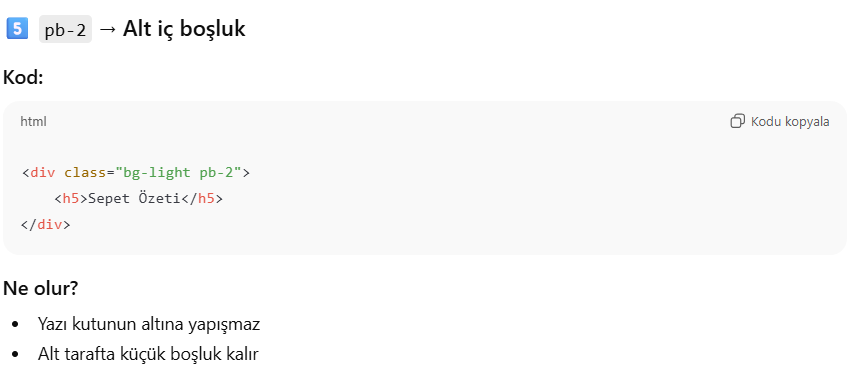 5 pb-2 → Alt iç boşluk
Kod:
html Kodu kopyala
<div class="bg-light pb-2">
    <h5>Sepet Özeti</h5>
</div>
Ne olur?
• Yazı kutunun altına yapışmaz
• Alt tarafta küçük boşluk kalır